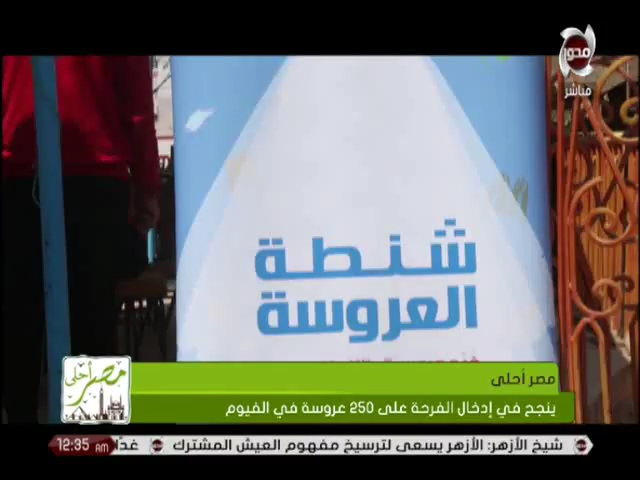 محور
مباشر
شنطة
العروسة
مصر أحلى
مصر أحلى
ينجح في إدخال الفرحة على 250 عروسة في الفيوم
12:35 AM
شيخ الأزهر: الأزهر يسعى لترسيخ مفهوم العيش المشترك